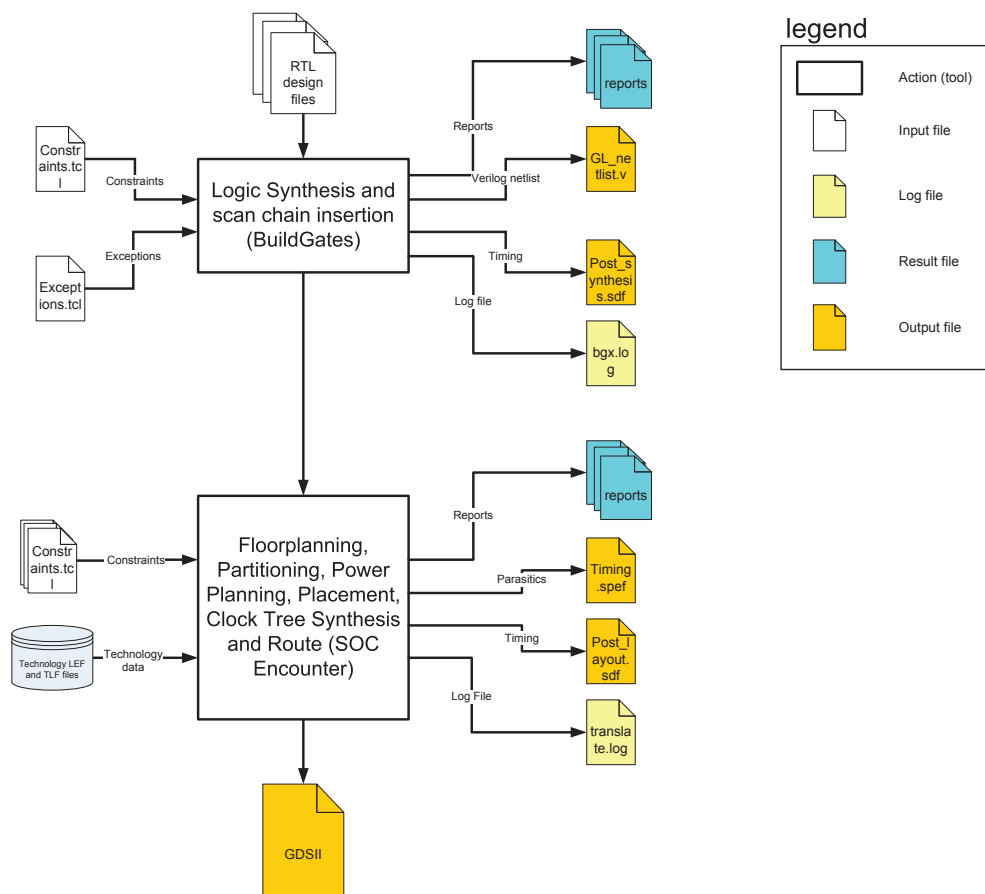 RTL
design
files
reports
legend
Action (tool)
Input file
Log file
Result file
Output file
Reports
Constr
aints.tc
l
Constraints
GL_ne
tlist.v
Verilog netlist
Logic Synthesis and
scan chain insertion
(BuildGates)
Exceptions
Timing
Except
ions.tcl
Post_s
ynthesi
s.sdf
Log file
bgx.lo
g
reports
Reports
Constr
aints.tc
l
Constraints
Floorplanning,
Partitioning, Power
Planning, Placement,
Clock Tree Synthesis
and Route (SOC
Encounter)
Parasitics
Timing
.spef
Technology LEF
and TLF files
Technology
data
Timing
Post_l
ayout.
sdf
Log File
transla
te.log
GDSII